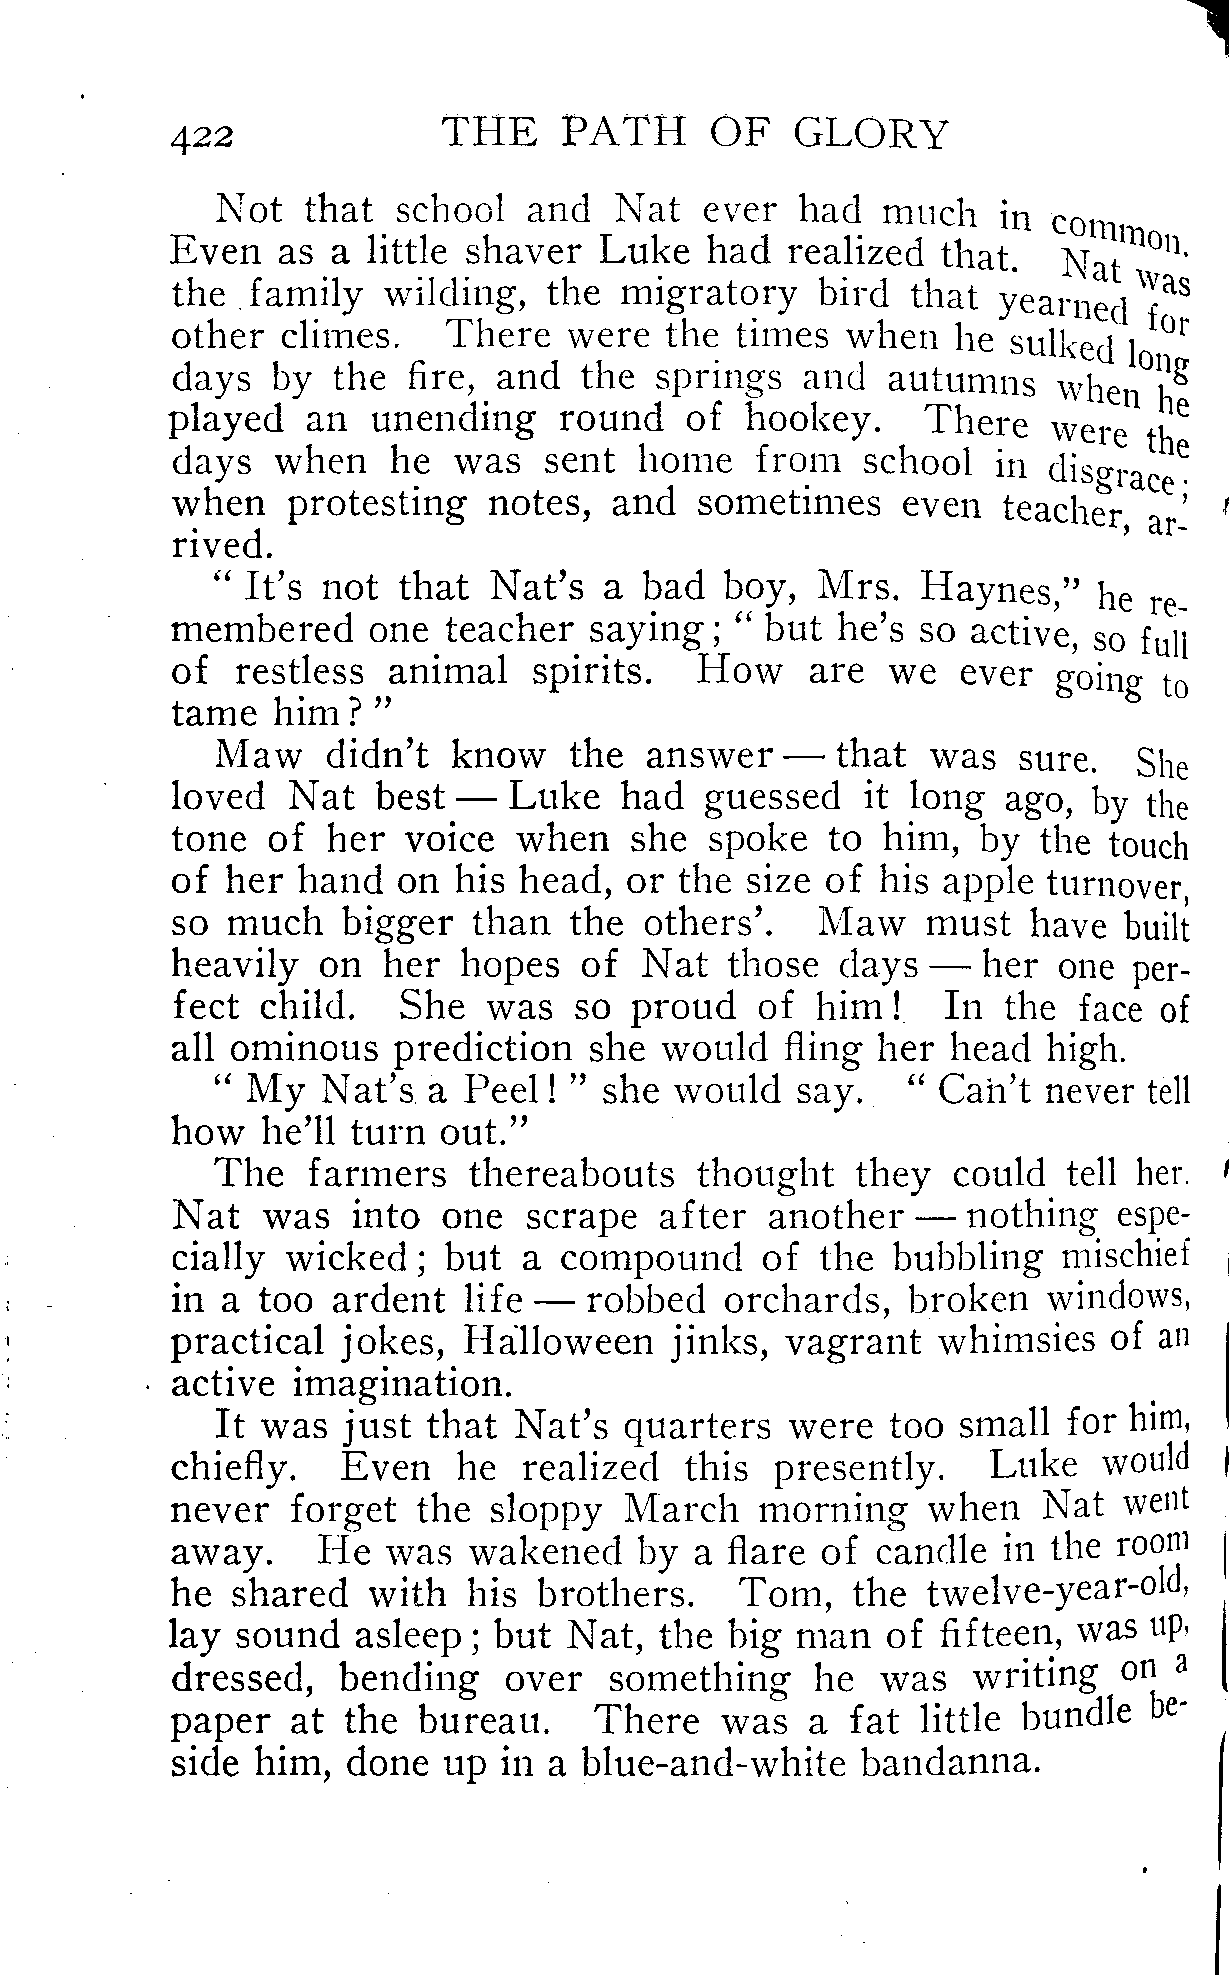 422 THE PATH OF GLORY
Not that school and Nat ever had much in common.
Even as a little shaver Luke had realized that. Nat was
the family wilding, the migratory bird that yearned for
other climes. There were the times when he sulked long
days by the fire, and the springs and autumns when he
played an unending round of hookey. There were the
days when he was sent home from school in disgrace;
when protesting notes, and sometimes even teacher, ar-
rived.
" It's not that Nat's a bad boy, Mrs. Haynes," he re-
membered one teacher saying; " but he's so active, so full
of restless animal spirits. How are we ever going to
tame him? "
Maw didn't know the answer — that was sure. She
loved Nat best — Luke had guessed it long ago, by the
tone of her voice when she spoke to him, by the touch
of her hand on his head, or the size of his apple turnover,
so much bigger than the others'. Maw must have built
heavily on her hopes of Nat those days — her one per-
fect child. She was so proud of him! In the face of
all ominous prediction she would fling her head high.
" My Nat's a Peel! " she would say. " Can't never tell
how he'll turn out."
The farmers thereabouts thought they could tell her.
Nat was into one scrape after another — nothing espe-
cially wicked; but a compound of the bubbling mischief
in a too ardent life — robbed orchards, broken windows,
practical jokes, Halloween jinks, vagrant whimsies of an
active imagination.
It was just that Nat's quarters were too small for him,
chiefly. Even he realized this presently. Luke would
never forget the sloppy March morning when Nat went
away. He was wakened by a flare of candle in the room
he shared with his brothers. Tom, the twelve-year-old,
lay sound asleep; but Nat, the big man of fifteen, was up,
dressed, bending over something he was writing on a
paper at the bureau. There was a fat little bundle be-
side him, done up in a blue-and-white bandanna.